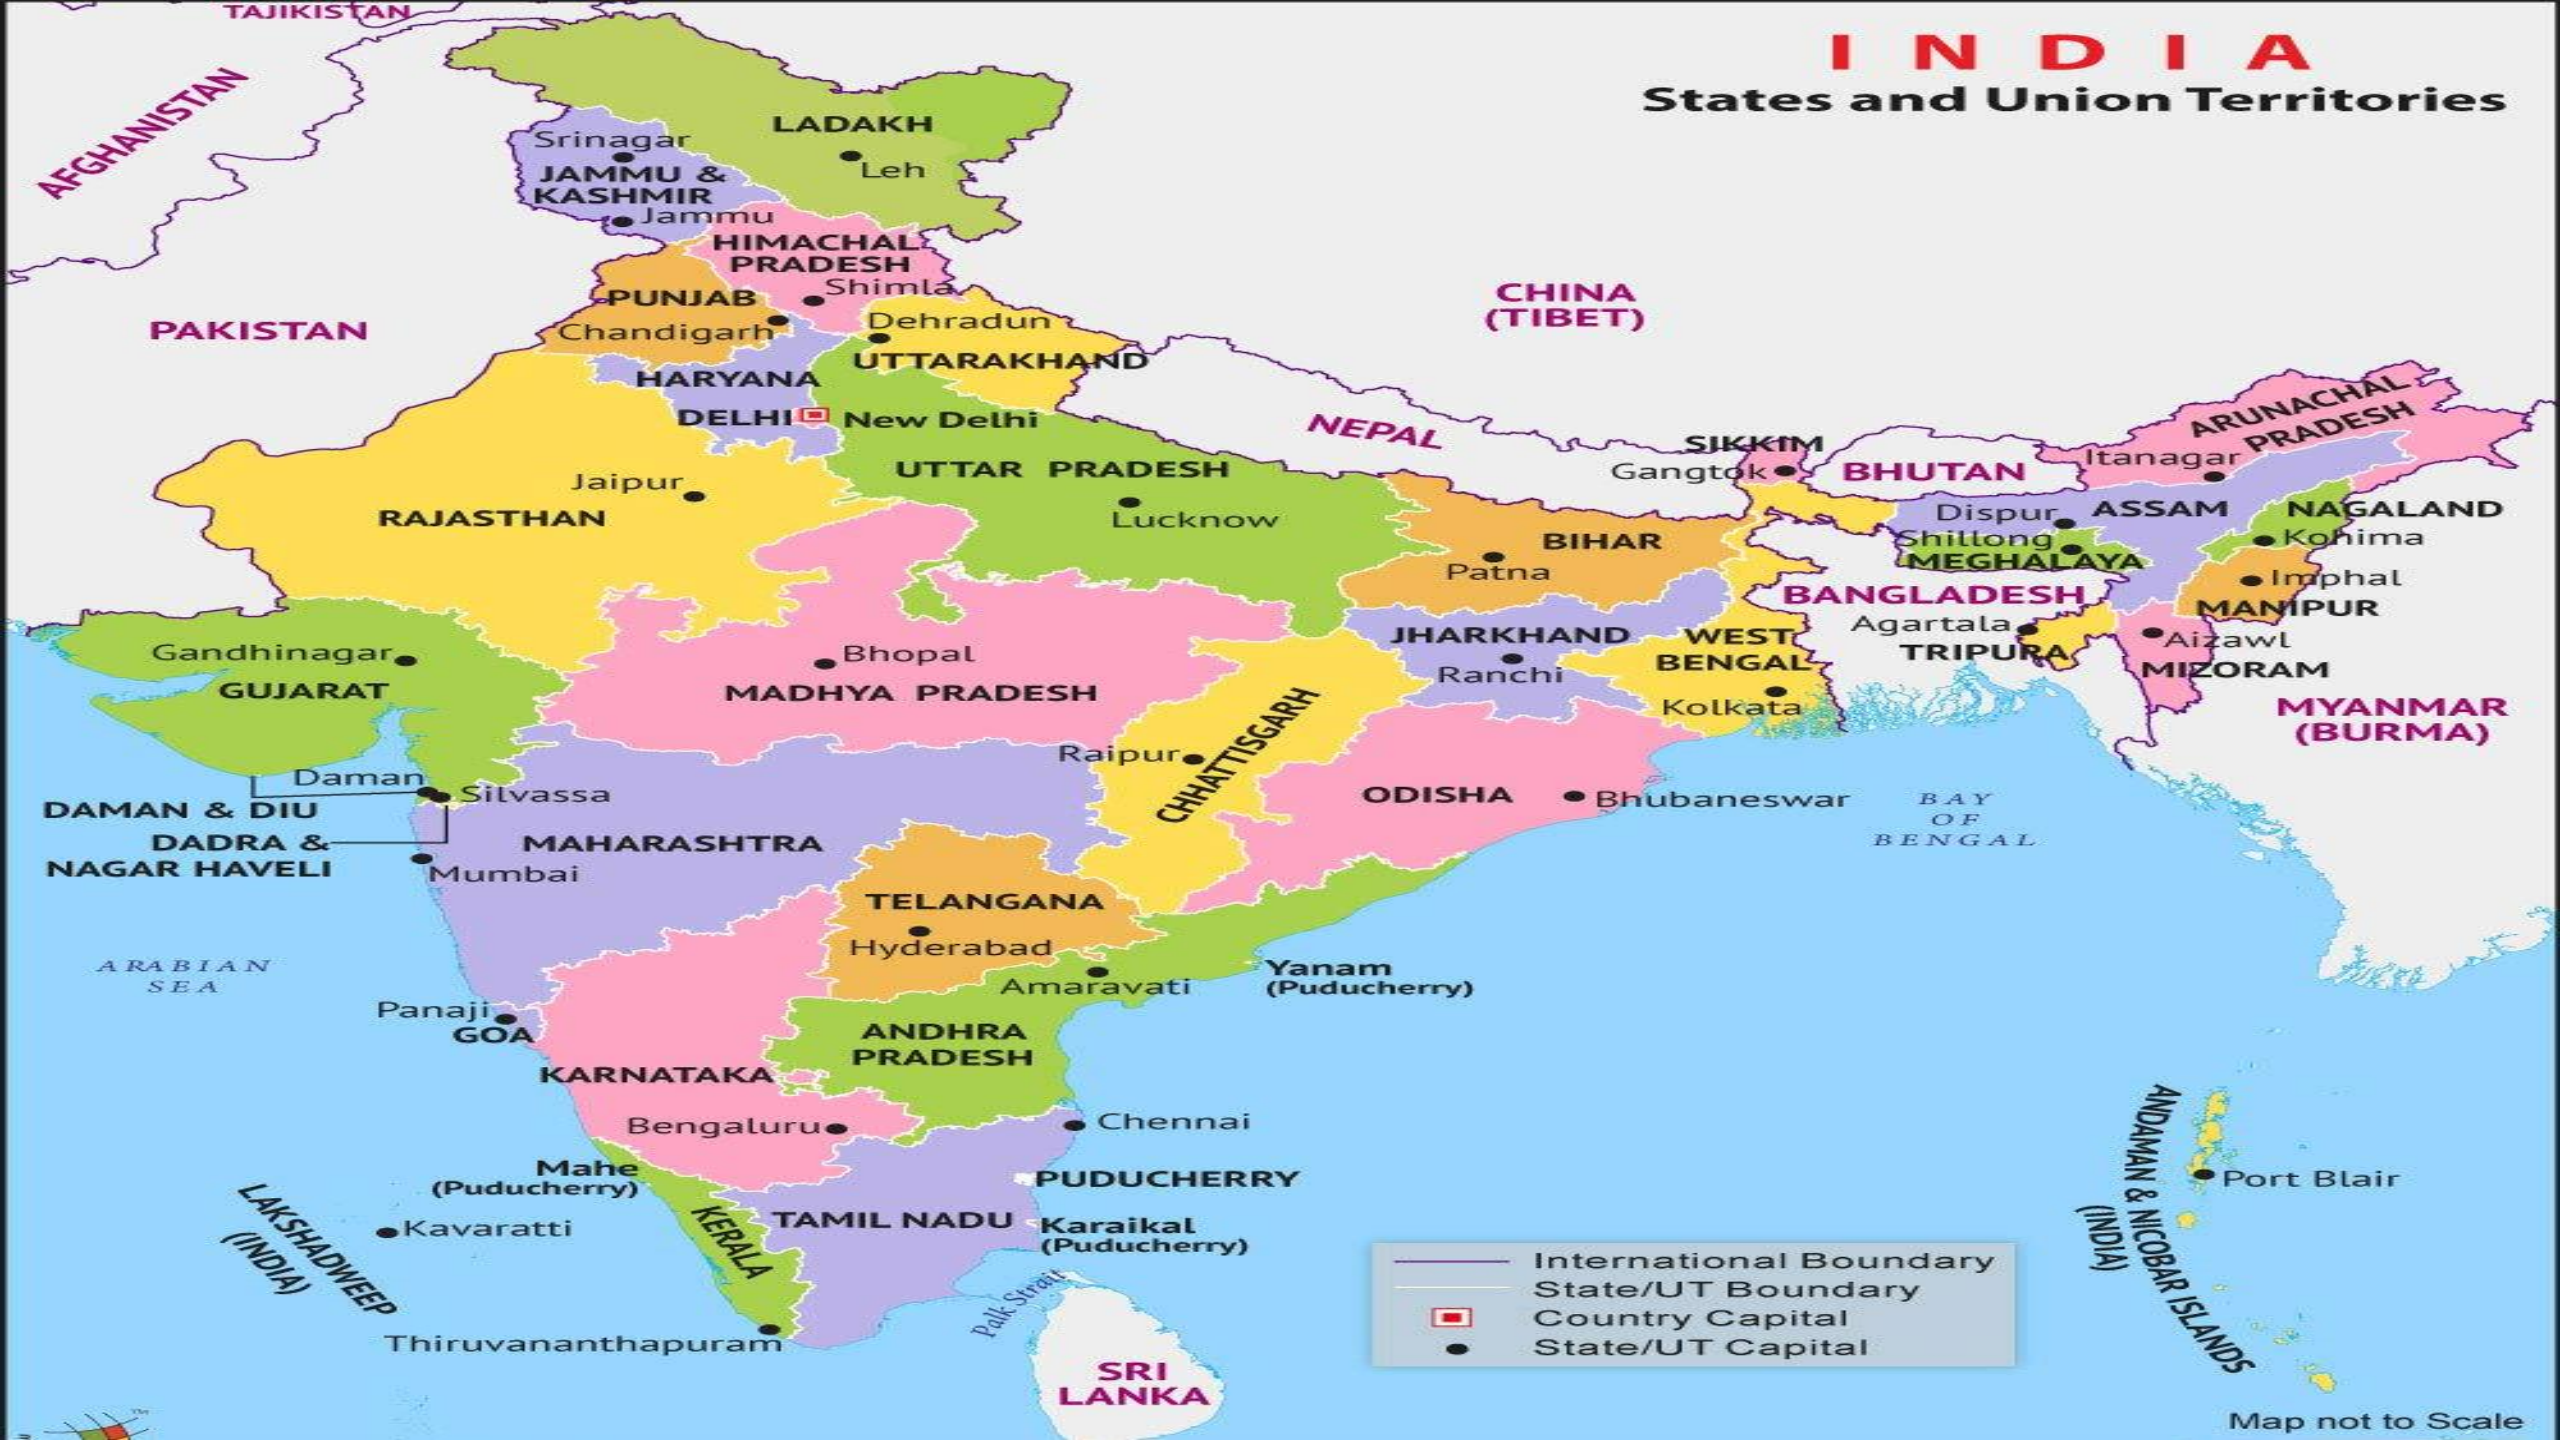 TAJIKISTAN
INDIA
States and Union Territories
AFGHANISTAN
LADAKH
Leh
Srinagar
JAMMU &
KASHMIR
Jammu
HIMACHAL
PRADESH
Shimla
PUNJAB
Chandigarh
PAKISTAN
CHINA
(TIBET)
Dehradun
UTTARAKHAND
HARYANA
DELHI
New Delhi
NEPAL
SIKKIM
Gangtok
BHUTAN
ARUNACHAL
PRADESH
Itanagar
UTTAR PRADESH
Lucknow
Jaipur
RAJASTHAN
BIHAR
Patna
Dispur
ASSAM
NAGALAND
Kohima
Shillong
MEGHALAYA
Imphal
MANIPUR
BANGLADESH
Agartala
TRIPURA
Aizawl
MIZORAM
MYANMAR
(BURMA)
Gandhinagar
GUJARAT
Bhopal
MADHYA PRADESH
JHARKHAND
Ranchi
WEST
BENGAL
Kolkata
Raipur
CHHATTISGARH
ODISHA
Bhubaneswar
BAY
OF
BENGAL
Daman
Silvassa
DAMAN & DIU
DADRA &
NAGAR HAVELI
MAHARASHTRA
Mumbai
TELANGANA
Hyderabad
Amaravati
Yanam
(Puducherry)
ARABIAN
SEA
Panaji
GOA
ANDHRA
PRADESH
KARNATAKA
Bengaluru
Chennai
Mahe
(Puducherry)
PUDUCHERRY
KERALA
TAMIL NADU
Karaikal
(Puducherry)
LAKSHADWEEP
(INDIA)
Kavaratti
Thiruvananthapuram
Palk Strait
SRI
LANKA
ANDAMAN & NICOBAR ISLANDS
(INDIA)
Port Blair
International Boundary
State/UT Boundary
Country Capital
State/UT Capital
Map not to Scale